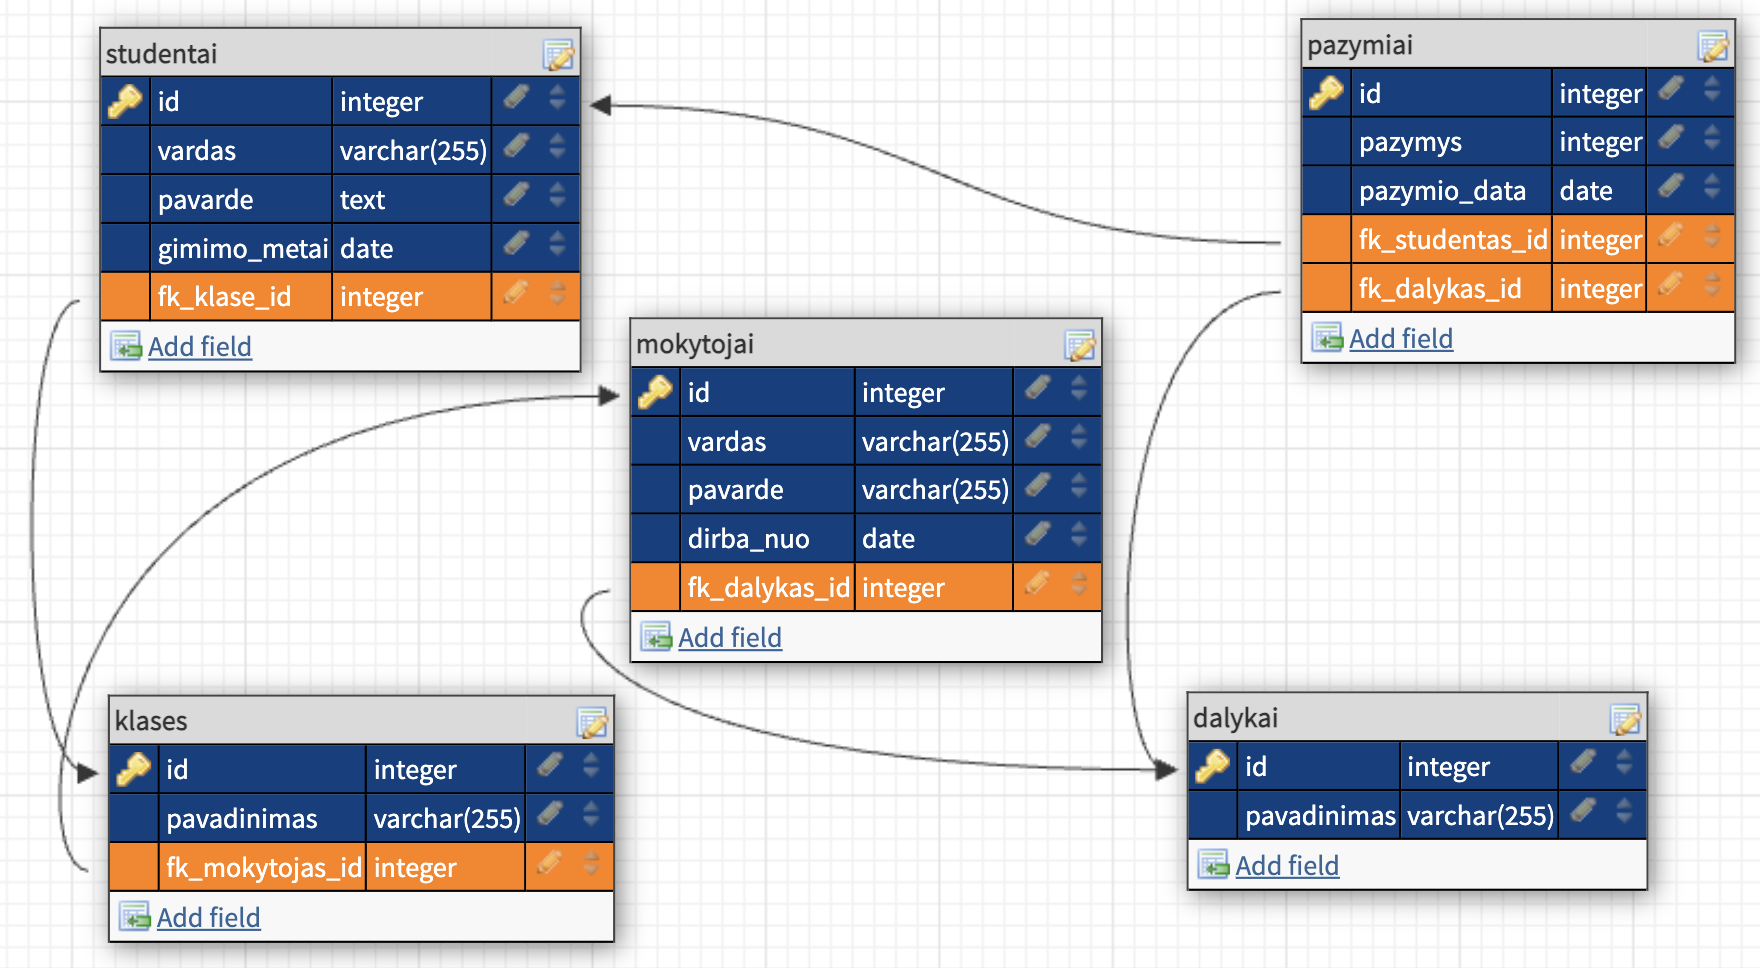 studentai
id integer
vardas varchar(255)
pavarde text
gimimo_metai date
fk_klase_id integer
Add field
pazymiai
id integer
pazymys integer
pazymio_data date
fk_studentas_id integer
fk_dalykas_id integer
Add field
mokytojai
id integer
vardas varchar(255)
pavarde varchar(255)
dirba_nuo date
fk_dalykas_id integer
Add field
klases
id integer
pavadinimas varchar(255)
fk_mokytojas_id integer
Add field
dalykai
id integer
pavadinimas varchar(255)
Add field